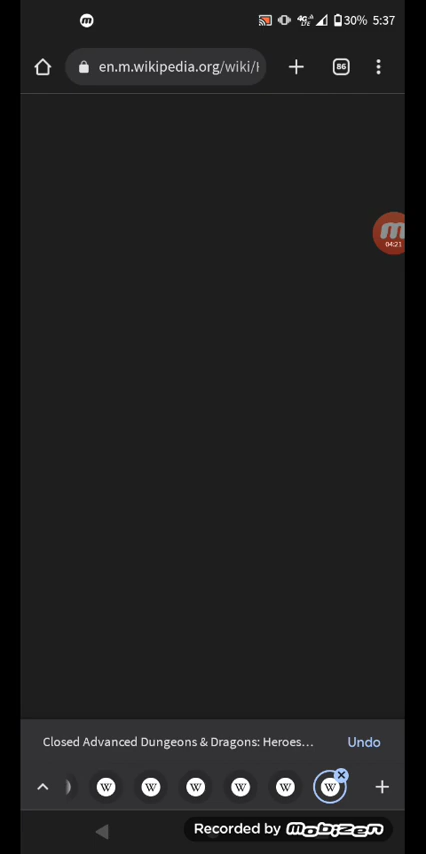 30% 5:37
en.m.wikipedia.org/wiki/
86
04:21
Closed Advanced Dungeons & Dragons: Heroes… Undo
W W W W W W
Recorded by mobizen